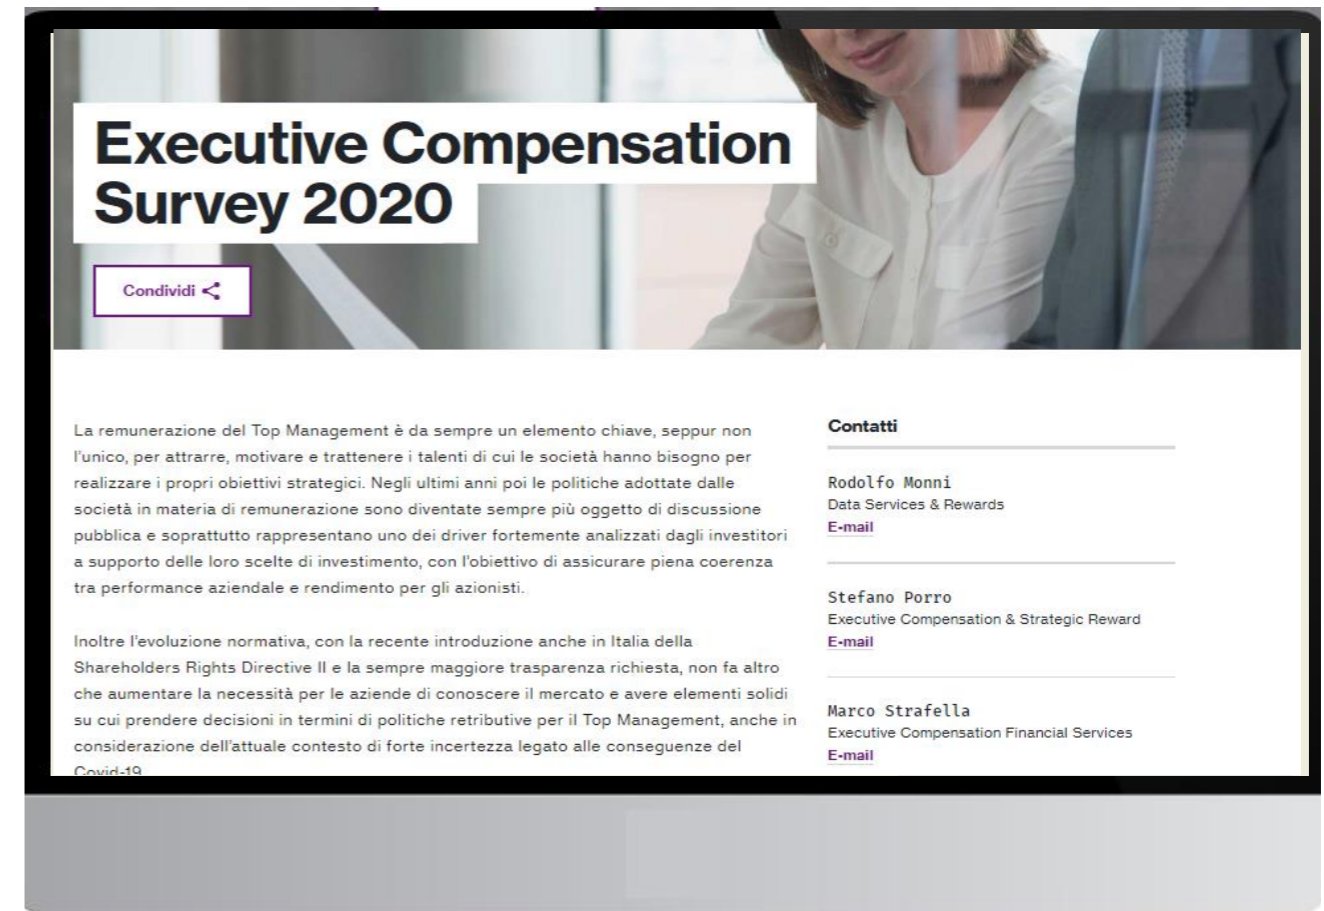 Executive Compensation
Survey 2020
Condividi
La remunerazione del Top Management è da sempre un elemento chiave, seppur non
l'unico, per attrarre, motivare e trattenere i talenti di cui le società hanno bisogno per
realizzare i propri obiettivi strategici. Negli ultimi anni poi le politiche adottate dalle
società in materia di remunerazione sono diventate sempre più oggetto di discussione
pubblica e soprattutto rappresentano uno dei driver fortemente analizzati dagli investitori
a supporto delle loro scelte di investimento, con l'obiettivo di assicurare piena coerenza
tra performance aziendale e rendimento per gli azionisti.
Inoltre l'evoluzione normativa, con la recente introduzione anche in Italia della
Shareholders Rights Directive II e la sempre maggiore trasparenza richiesta, non fa altro
che aumentare la necessità per le aziende di conoscere il mercato e avere elementi solidi
su cui prendere decisioni in termini di politiche retributive per il Top Management, anche in
considerazione dell'attuale contesto di forte incertezza legato alle conseguenze del
Covid-19
Contatti
Rodolfo Monni
Data Services & Rewards
E-mail
Stefano Porro
Executive Compensation & Strategic Reward
E-mail
Marco Strafella
Executive Compensation Financial Services
E-mail